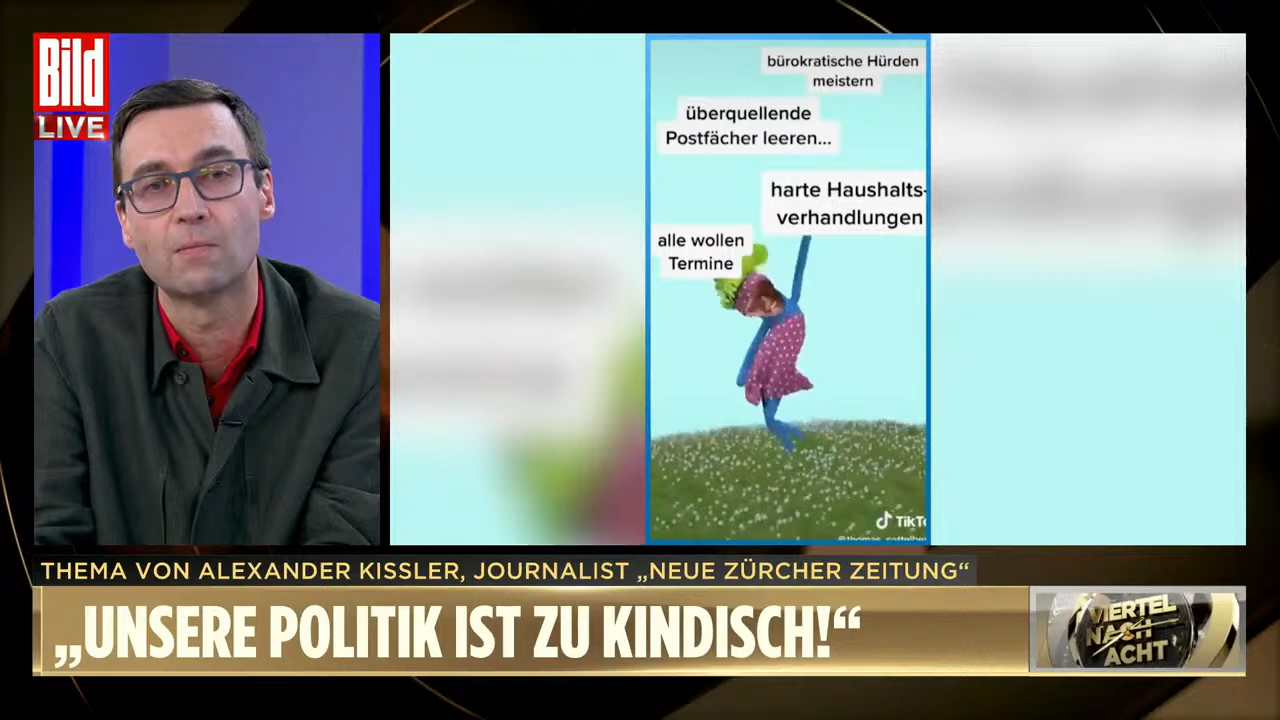 Bild
LIVE
bürokratische Hürden
meistern
überquellende
Postfächer leeren...
harte Haushalts-
verhandlungen
alle wollen
Termine
TikTo
THEMA VON ALEXANDER KISSLER, JOURNALIST „NEUE ZÜRCHER ZEITUNG“
„UNSERE POLITIK IST ZU KINDISCH!“
VIERTEL
NACH
ACHT